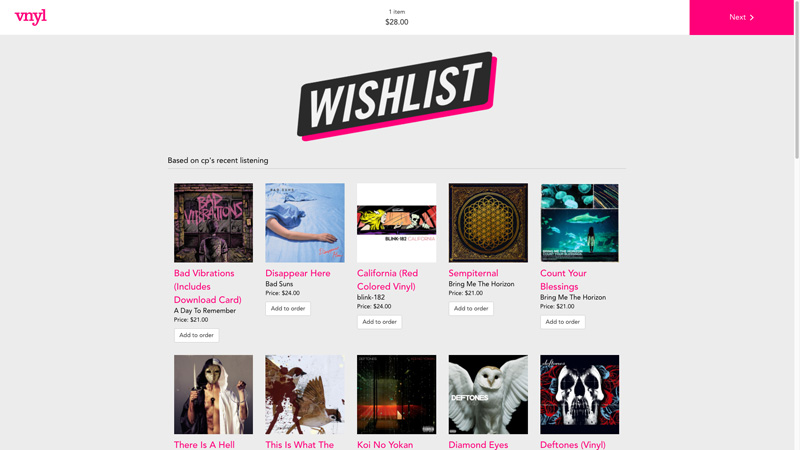 vnyl
1 item
$28.00
Next
WISHLIST
Based on cp's recent listening
BAD VIBRATIONS
BAD SUNS
BLINK-182 CALIFORNIA
Bad Vibrations
(Includes
Download Card)
A Day To Remember
Price: $21.00
Add to order
Disappear Here
Bad Suns
Price: $24.00
Add to order
California (Red
Colored Vinyl)
blink-182
Price: $24.00
Add to order
Sempiternal
Bring Me The Horizon
Price: $21.00
Add to order
Count Your
Blessings
Bring Me The Horizon
Price: $21.00
Add to order
DEFTONES
deftones
There Is A Hell
This Is What The
Koi No Yokan
Diamond Eyes
Deftones (Vinyl)